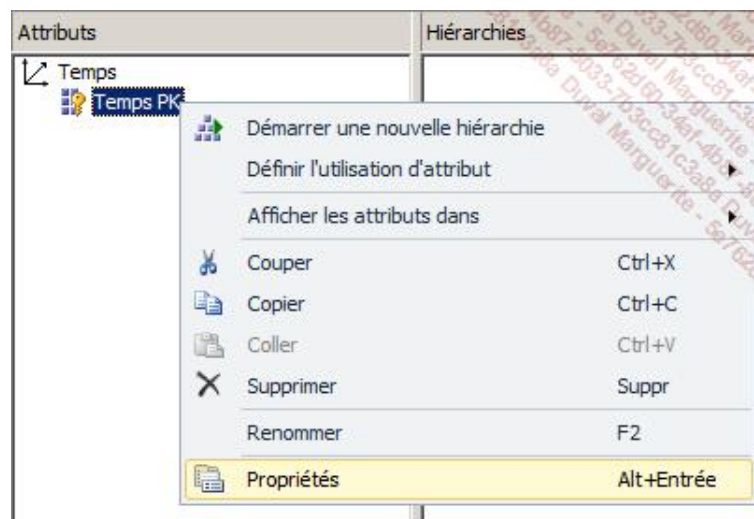 Attributs
Hiérarchies
Temps
Temps PK
Démarrer une nouvelle hiérarchie
Définir l'utilisation d'attribut
Afficher les attributs dans
Couper Ctrl+X
Copier Ctrl+C
Coller Ctrl+V
Supprimer Suppr
Renommer F2
Propriétés Alt+Entrée